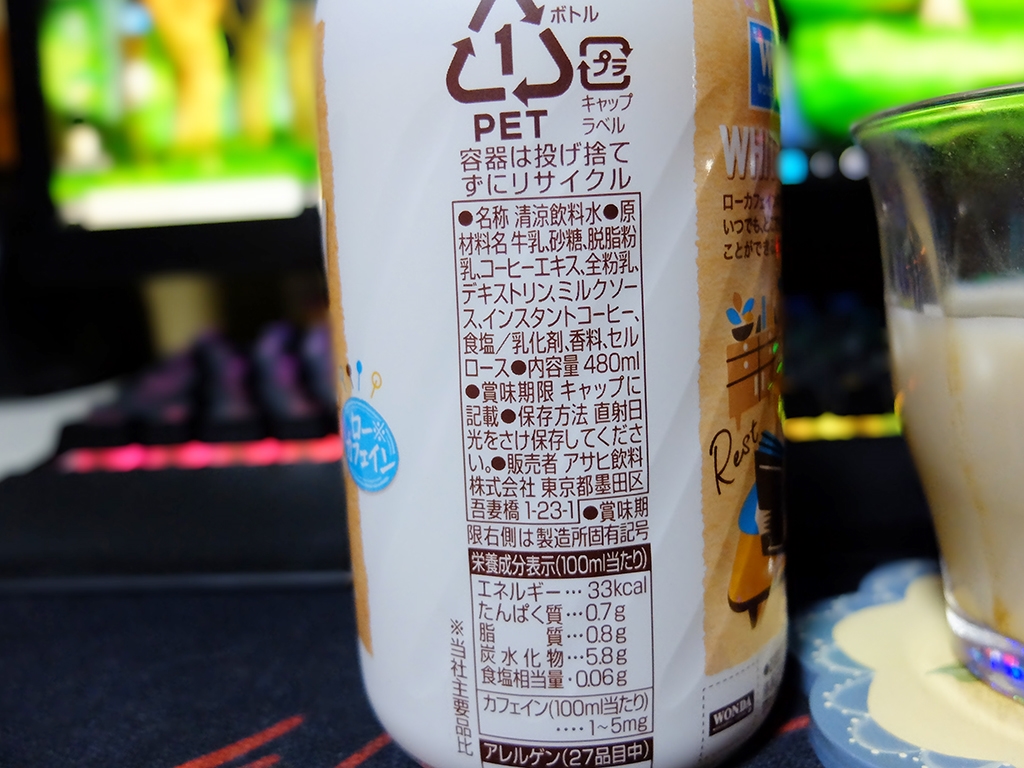 ボトル
1
プラ
PET
キャップ
ラベル
容器は投げ捨て
ずにリサイクル
●名称 清涼飲料水●原
材料名 牛乳、砂糖、脱脂粉
乳、コーヒーエキス、全粉乳、
デキストリン、ミルクソー
ス、インスタントコーヒー、
食塩/乳化剤、香料、セル
ロース●内容量 480ml
●賞味期限 キャップに
記載●保存方法 直射日
光をさけ保存してくださ
い。●販売者 アサヒ飲料
株式会社 東京都墨田区
吾妻橋1-23-1 ●賞味期
限右側は製造所固有記号
栄養成分表示(100ml当たり)
エネルギー…33kcal
たんぱく質…0.7g
脂質…0.8g
炭水化物…5.8g
食塩相当量…0.06g
カフェイン(100ml当たり)
‥‥1~5mg
アレルゲン(27品目中)
※当社主要品比
ロー※
カフェイン
W
ローカフェイン
いつでも、
ことができ
Rest
WONDA